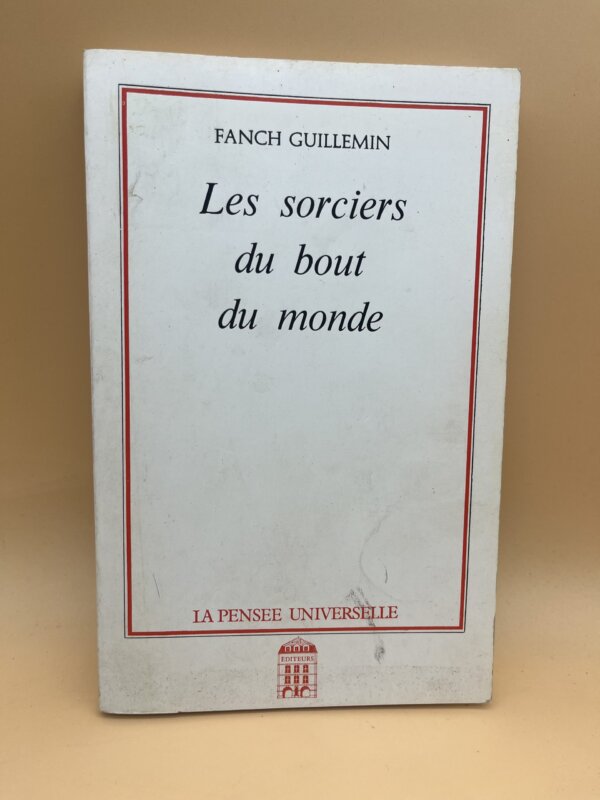 FANCH GUILLEMIN
Les sorciers
du bout
du monde
LA PENSEE UNIVERSELLE
EDITEURS